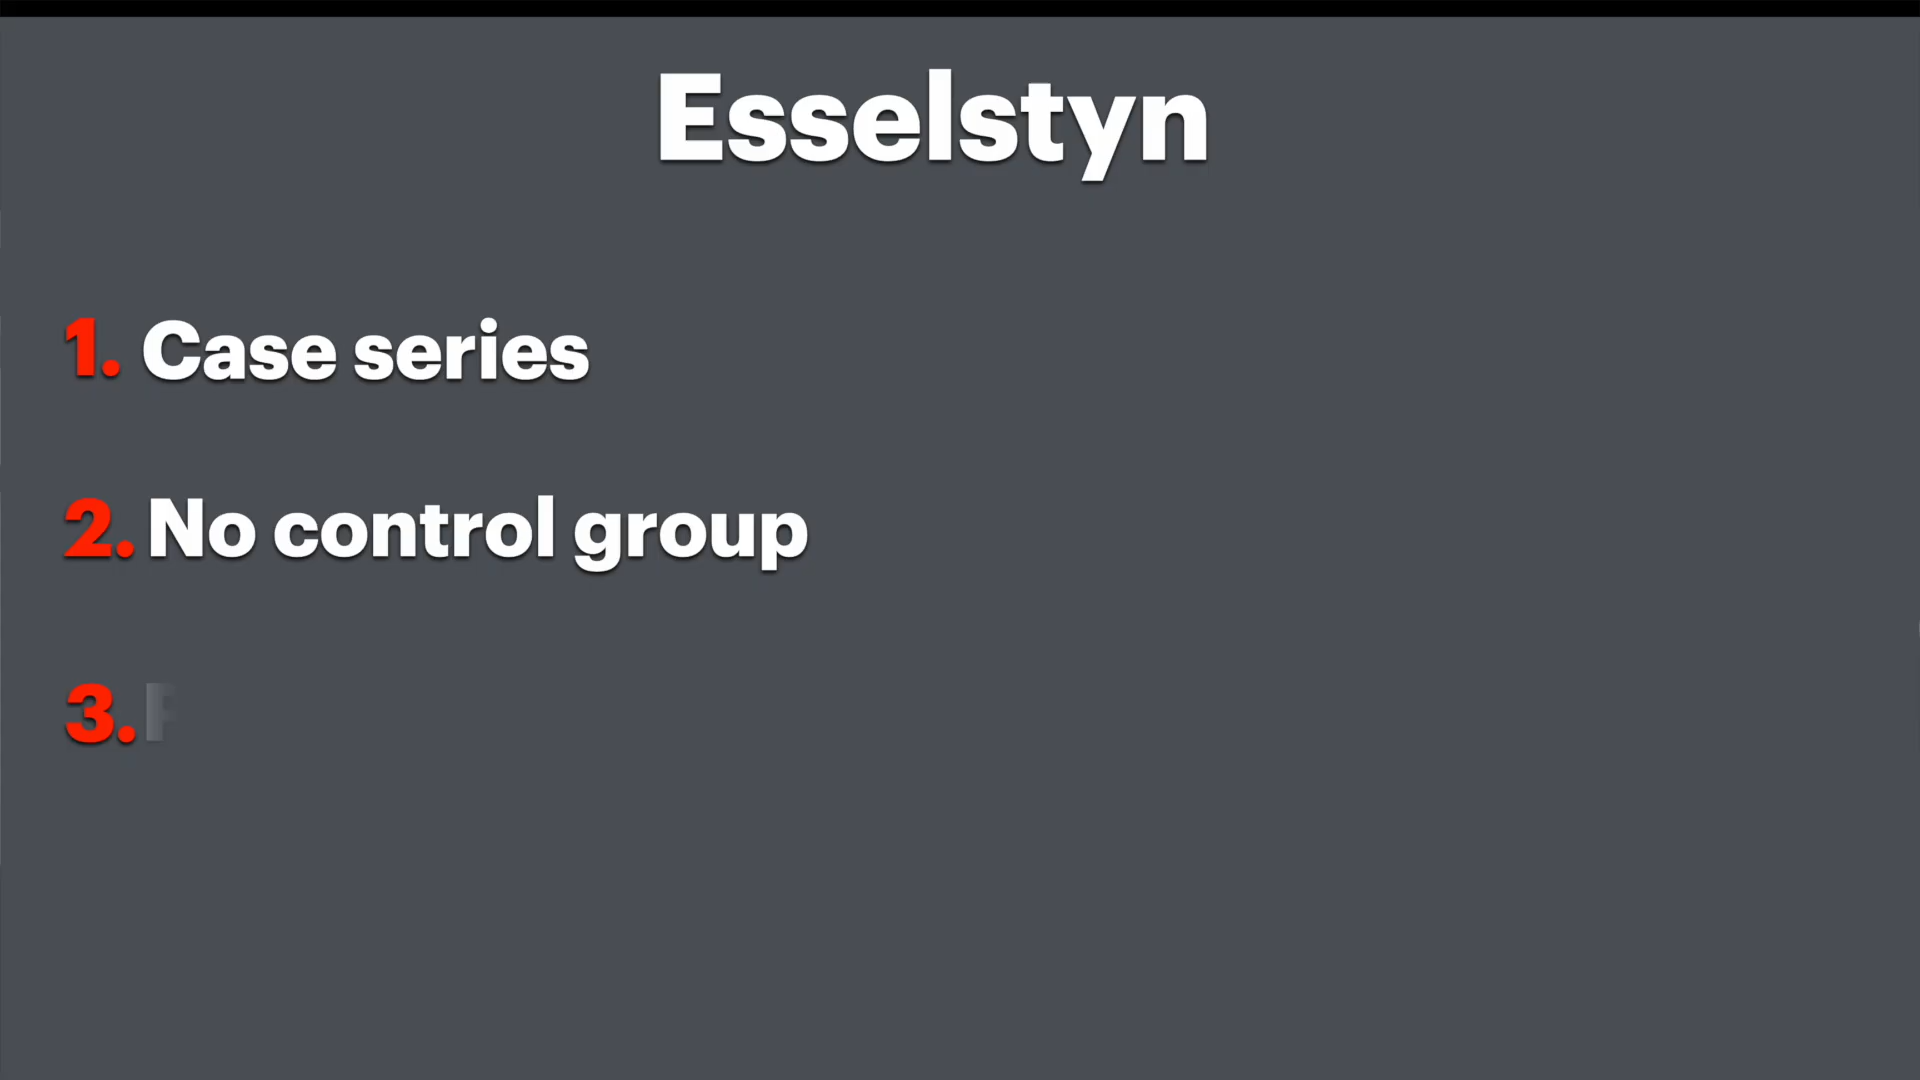 Esselstyn
1. Case series
2. No control group
3.